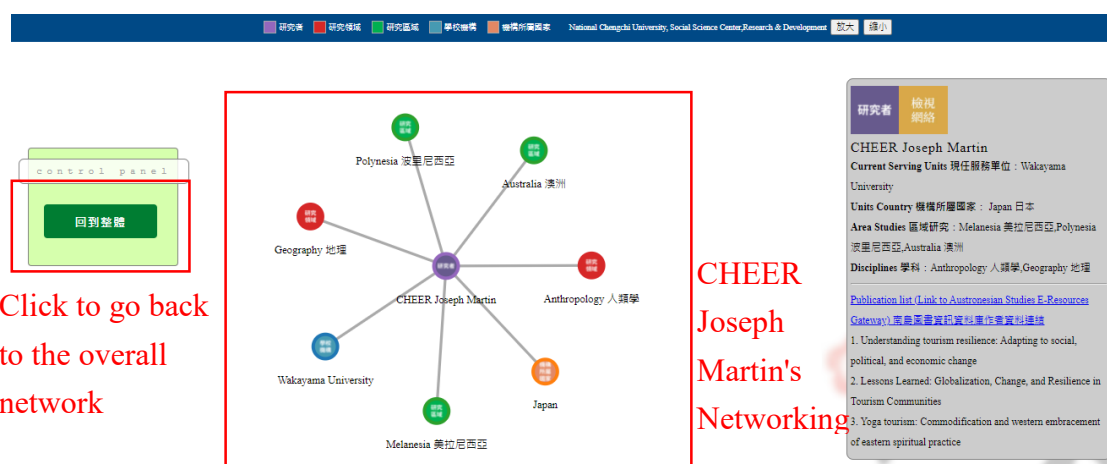 研究者 研究領域 研究區域 學校機構 機構所屬國家 National Chengchi University, Social Science Center,Research & Development 放大 縮小
control panel
回到整體
Click to go back
to the overall
network
研究區域
Polynesia 波里尼西亞
研究區域
Australia 澳洲
研究領域
Geography 地理
研究者
CHEER Joseph Martin
研究領域
Anthropology 人類學
學校機構
Wakayama University
機構所屬國家
Japan
研究區域
Melanesia 美拉尼西亞
CHEER
Joseph
Martin's
Networking
研究者
檢視
網絡
CHEER Joseph Martin
Current Serving Units 現任服務單位：Wakayama
University
Units Country 機構所屬國家： Japan 日本
Area Studies 區域研究：Melanesia 美拉尼西亞,Polynesia
波里尼西亞,Australia 澳洲
Disciplines 學科：Anthropology 人類學,Geography 地理
Publication list (Link to Austronesian Studies E-Resources
Gateway) 南島圖書資訊資料庫作者資料連結
1. Understanding tourism resilience: Adapting to social,
political, and economic change
2. Lessons Learned: Globalization, Change, and Resilience in
Tourism Communities
3. Yoga tourism: Commodification and western embracement
of eastern spiritual practice